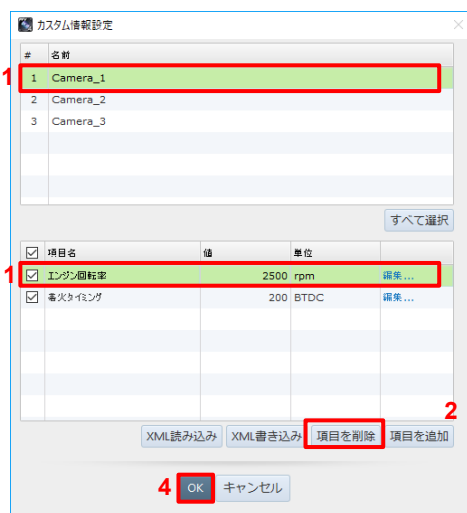 カスタム情報設定
# 名前
1 1 Camera_1
2 Camera_2
3 Camera_3
すべて選択
項目名 値 単位
1 エンジン回転率 2500 rpm 編集...
着火タイミング 200 BTDC 編集...
2
XML読み込み XML書き込み 項目を削除 項目を追加
4 OK キャンセル